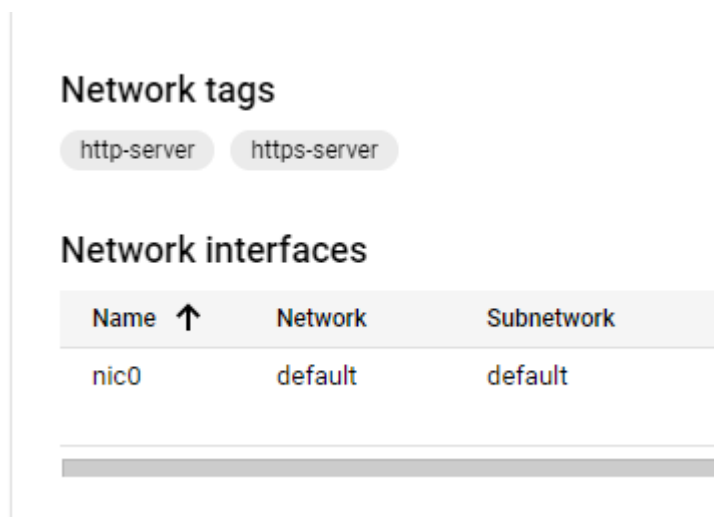 Network tags
http-server https-server
Network interfaces
Name ↑ Network Subnetwork
nic0 default default